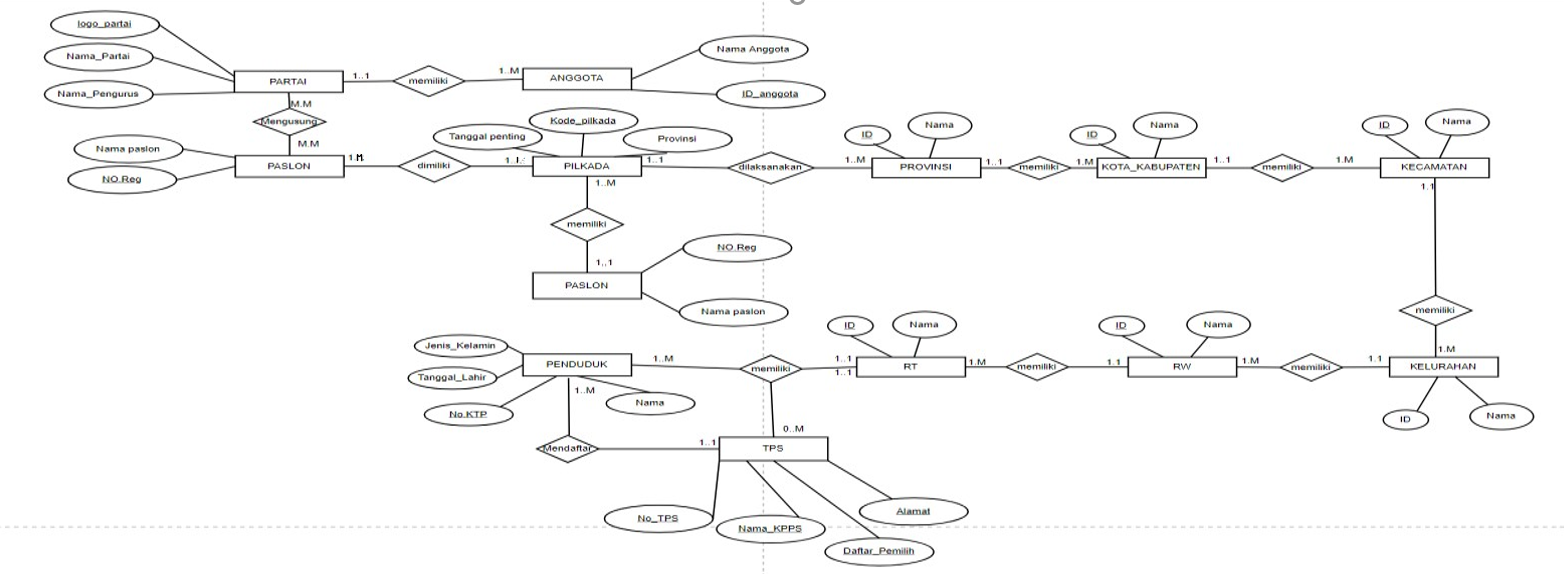 logo_partai
Nama_Partai
Nama_Pengurus
PARTAI
1..1
memiliki
1..M
ANGGOTA
Nama Anggota
ID_anggota
M.M
Mengusung
M.M
Nama paslon
NO.Reg
PASLON
dimiliki
Tanggal penting
Kode_pilkada
Provinsi
PILKADA
1..1
dilaksanakan
1..M
ID
Nama
PROVINSI
1..1
memiliki
1.M
ID
Nama
KOTA_KABUPATEN
1..1
memiliki
1.M
ID
Nama
KECAMATAN
1.1
1..M
memiliki
1..1
PASLON
NO.Reg
Nama paslon
memiliki
1.M
KELURAHAN
ID
Nama
1.1
memiliki
1.M
RW
ID
Nama
1.1
memiliki
1.M
RT
ID
Nama
1..1
1..1
memiliki
1..M
PENDUDUK
Jenis_Kelamin
Tanggal_Lahir
No.KTP
Nama
1..M
Mendaftar
1..1
0..M
TPS
No_TPS
Nama_KPPS
Daftar_Pemilih
Alamat